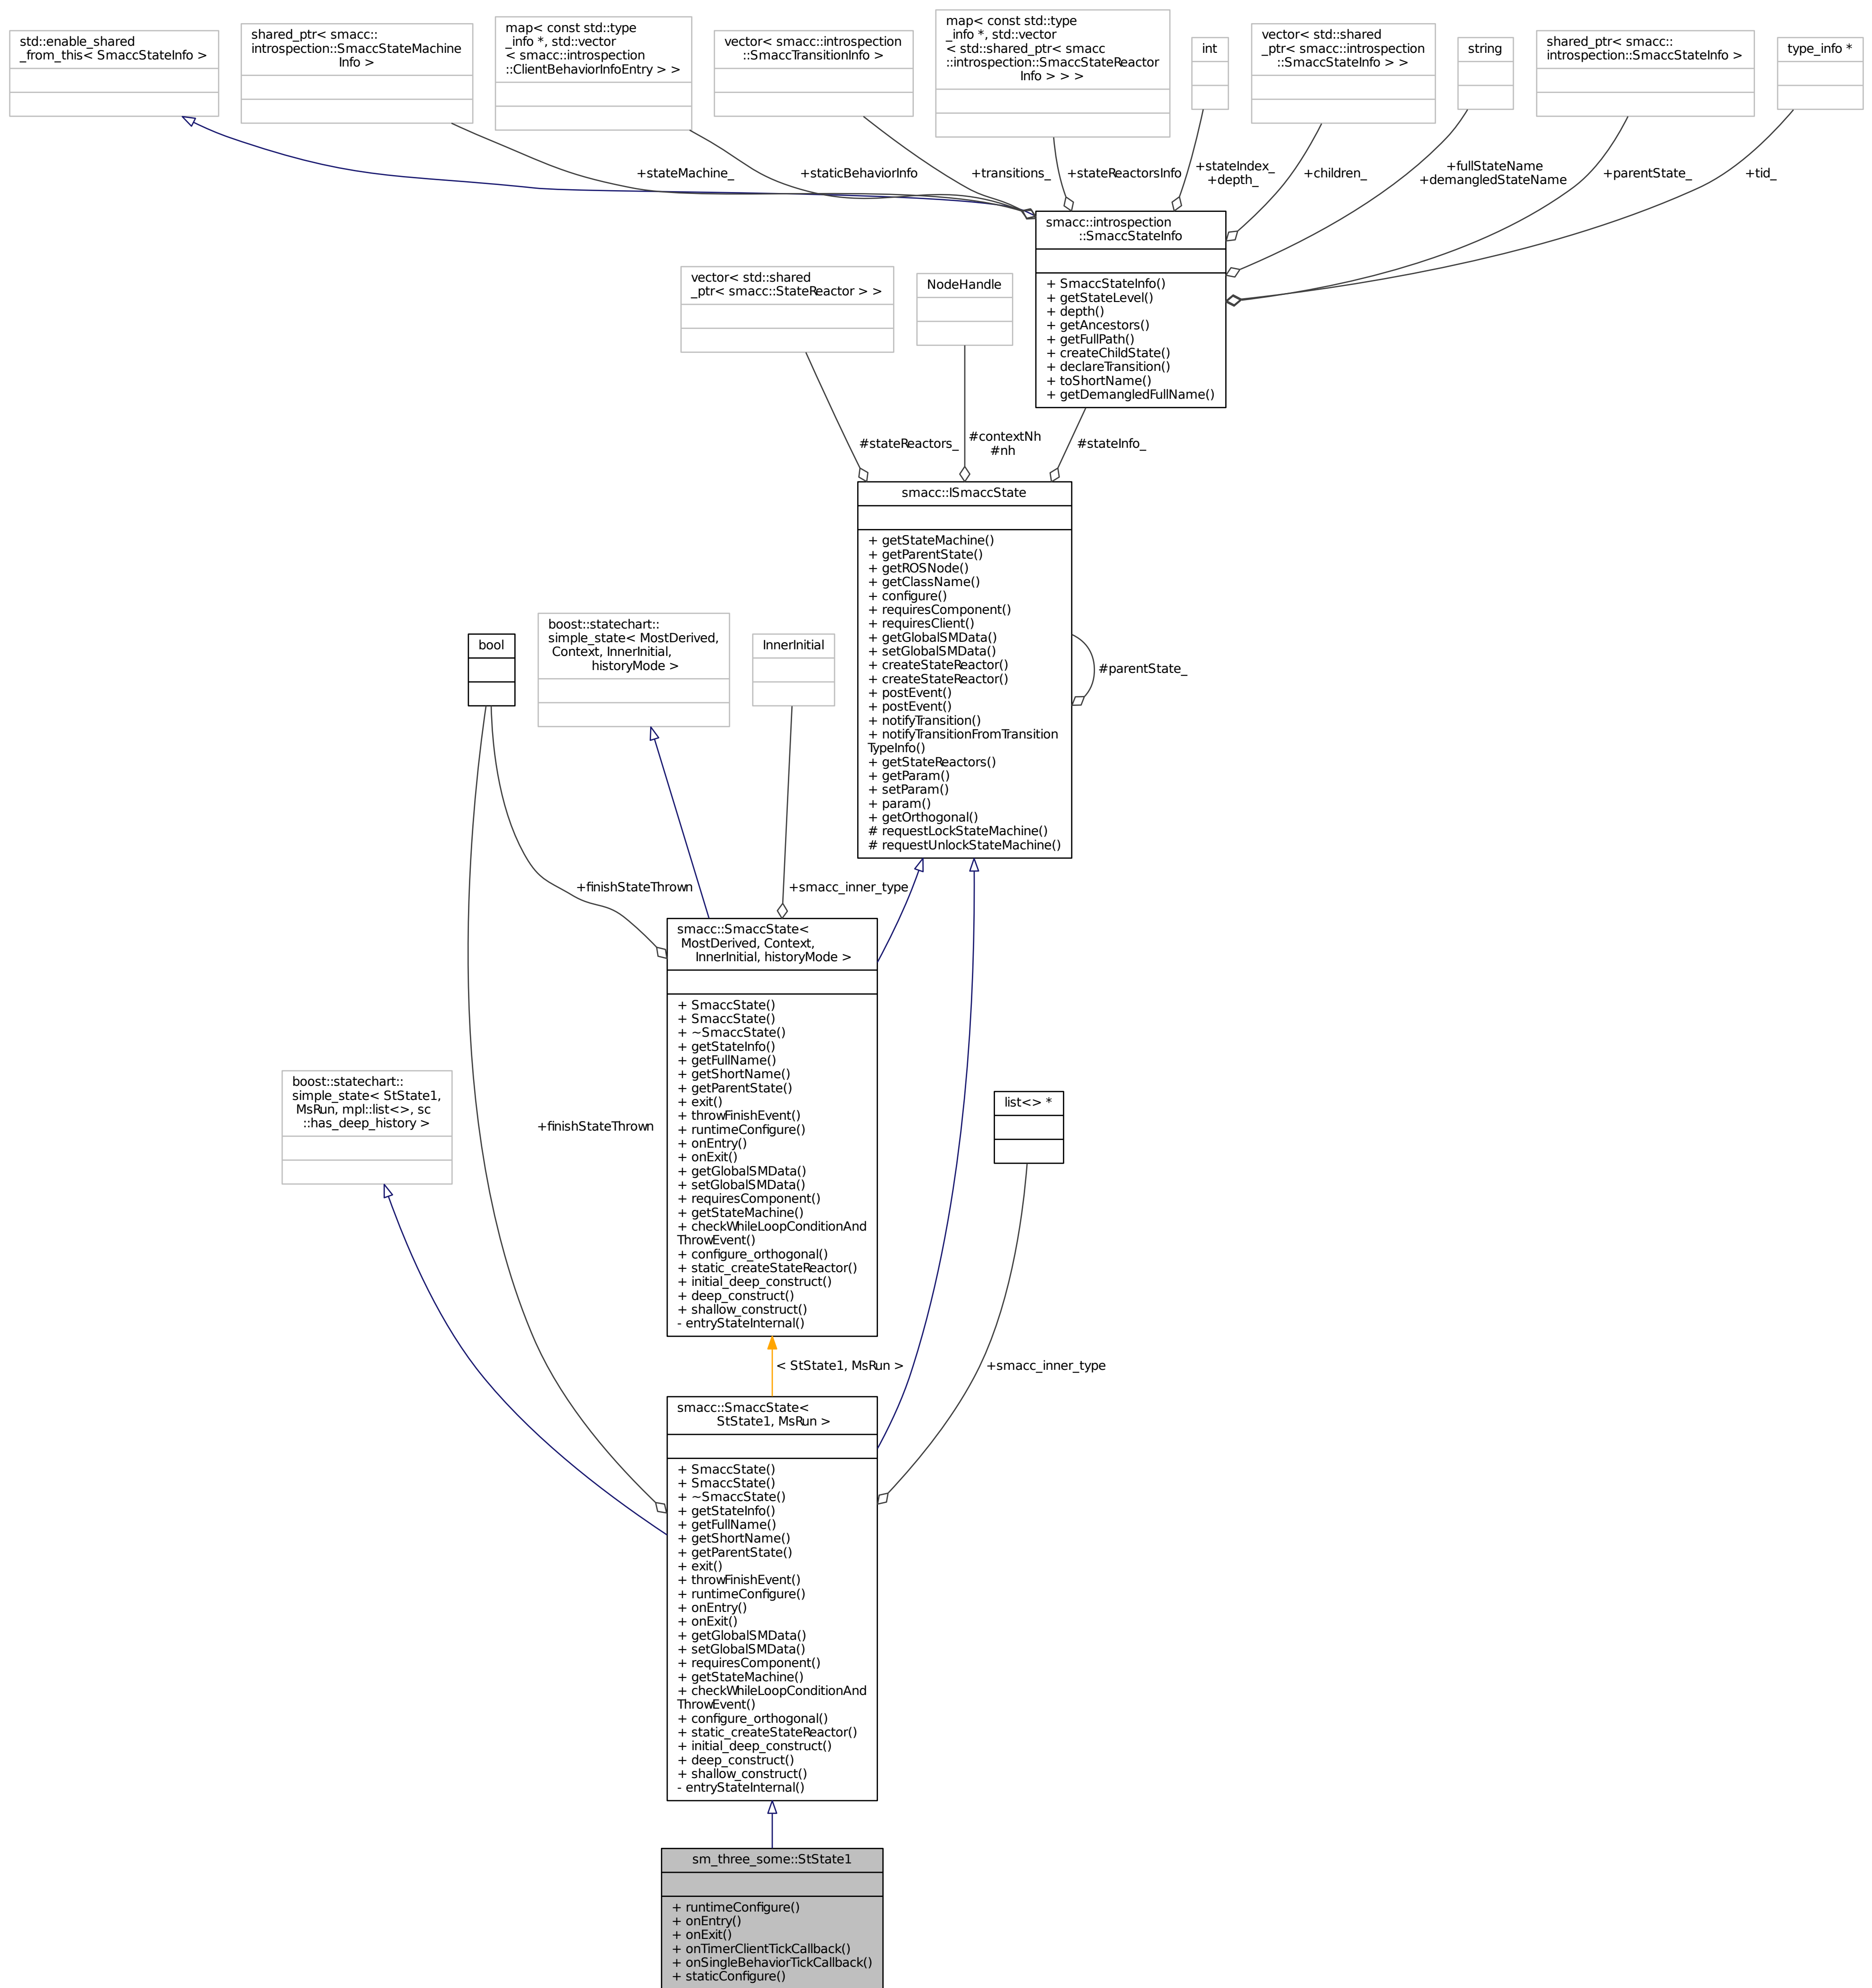 std::enable_shared
_from_this< SmaccStateInfo >
shared_ptr< smacc::
introspection::SmaccStateMachine
Info >
map< const std::type
_info *, std::vector
< smacc::introspection
::ClientBehaviorInfoEntry > >
vector< smacc::introspection
::SmaccTransitionInfo >
map< const std::type
_info *, std::vector
< std::shared_ptr< smacc
::introspection::SmaccStateReactor
Info > > >
int
vector< std::shared
_ptr< smacc::introspection
::SmaccStateInfo > >
string
shared_ptr< smacc::
introspection::SmaccStateInfo >
type_info *
+stateMachine_
+staticBehaviorInfo
+transitions_
+stateReactorsInfo
+stateIndex_
+depth_
+children_
+fullStateName
+demangledStateName
+parentState_
+tid_
smacc::introspection
::SmaccStateInfo
+ SmaccStateInfo()
+ getStateLevel()
+ depth()
+ getAncestors()
+ getFullPath()
+ createChildState()
+ declareTransition()
+ toShortName()
+ getDemangledFullName()
vector< std::shared
_ptr< smacc::StateReactor > >
NodeHandle
#stateReactors_
#contextNh
#nh
#stateInfo_
smacc::ISmaccState
+ getStateMachine()
+ getParentState()
+ getROSNode()
+ getClassName()
+ configure()
+ requiresComponent()
+ requiresClient()
+ getGlobalSMData()
+ setGlobalSMData()
+ createStateReactor()
+ createStateReactor()
+ postEvent()
+ postEvent()
+ notifyTransition()
+ notifyTransitionFromTransition
TypeInfo()
+ getStateReactors()
+ getParam()
+ setParam()
+ param()
+ getOrthogonal()
# requestLockStateMachine()
# requestUnlockStateMachine()
#parentState_
bool
boost::statechart::
simple_state< MostDerived,
Context, InnerInitial,
historyMode >
InnerInitial
+finishStateThrown
+smacc_inner_type
smacc::SmaccState<
MostDerived, Context,
InnerInitial, historyMode >
+ SmaccState()
+ SmaccState()
+ ~SmaccState()
+ getStateInfo()
+ getFullName()
+ getShortName()
+ getParentState()
+ exit()
+ throwFinishEvent()
+ runtimeConfigure()
+ onEntry()
+ onExit()
+ getGlobalSMData()
+ setGlobalSMData()
+ requiresComponent()
+ getStateMachine()
+ checkWhileLoopConditionAnd
ThrowEvent()
+ configure_orthogonal()
+ static_createStateReactor()
+ initial_deep_construct()
+ deep_construct()
+ shallow_construct()
- entryStateInternal()
boost::statechart::
simple_state< StState1,
MsRun, mpl::list<>, sc
::has_deep_history >
+finishStateThrown
list<> *
< StState1, MsRun >
+smacc_inner_type
smacc::SmaccState<
StState1, MsRun >
+ SmaccState()
+ SmaccState()
+ ~SmaccState()
+ getStateInfo()
+ getFullName()
+ getShortName()
+ getParentState()
+ exit()
+ throwFinishEvent()
+ runtimeConfigure()
+ onEntry()
+ onExit()
+ getGlobalSMData()
+ setGlobalSMData()
+ requiresComponent()
+ getStateMachine()
+ checkWhileLoopConditionAnd
ThrowEvent()
+ configure_orthogonal()
+ static_createStateReactor()
+ initial_deep_construct()
+ deep_construct()
+ shallow_construct()
- entryStateInternal()
sm_three_some::StState1
+ runtimeConfigure()
+ onEntry()
+ onExit()
+ onTimerClientTickCallback()
+ onSingleBehaviorTickCallback()
+ staticConfigure()